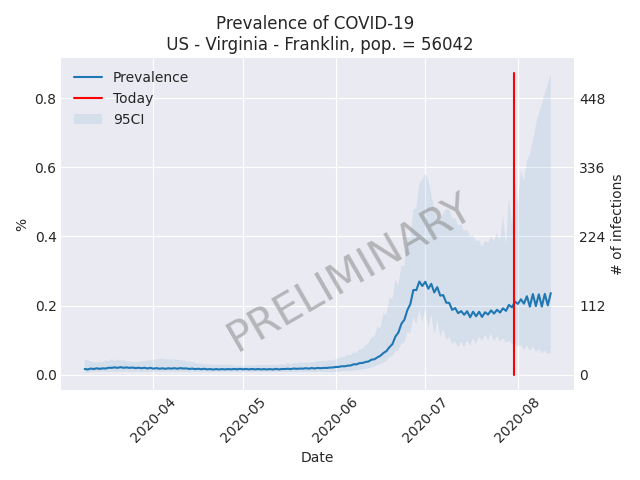 Prevalence of COVID-19
US - Virginia - Franklin, pop. = 56042
Prevalence
Today
95CI
0.8
0.6
0.4
0.2
0.0
%
448
336
224
112
0
# of infections
PRELIMINARY
2020-04
2020-05
2020-06
2020-07
2020-08
Date